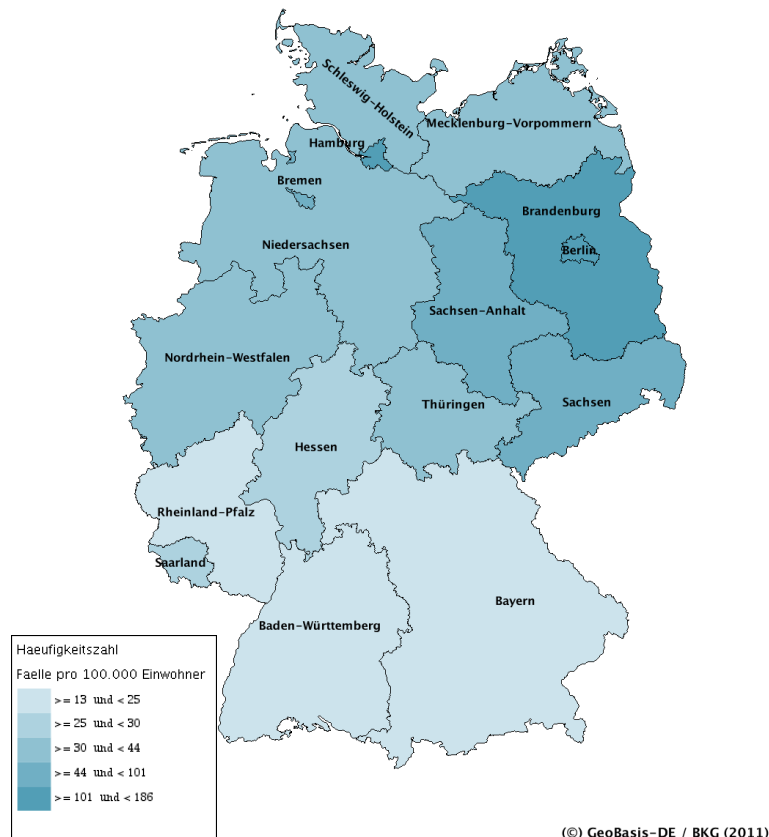 Schleswig-Holstein
Mecklenburg-Vorpommern
Hamburg
Bremen
Brandenburg
Niedersachsen
Berlin
Sachsen-Anhalt
Nordrhein-Westfalen
Thüringen
Sachsen
Hessen
Rheinland-Pfalz
Saarland
Bayern
Baden-Württemberg
Haeufigkeitszahl
Faelle pro 100.000 Einwohner
>= 13 und < 25
>= 25 und < 30
>= 30 und < 44
>= 44 und < 101
>= 101 und < 186
(c) GeoBasis-DE / BKG (2011)